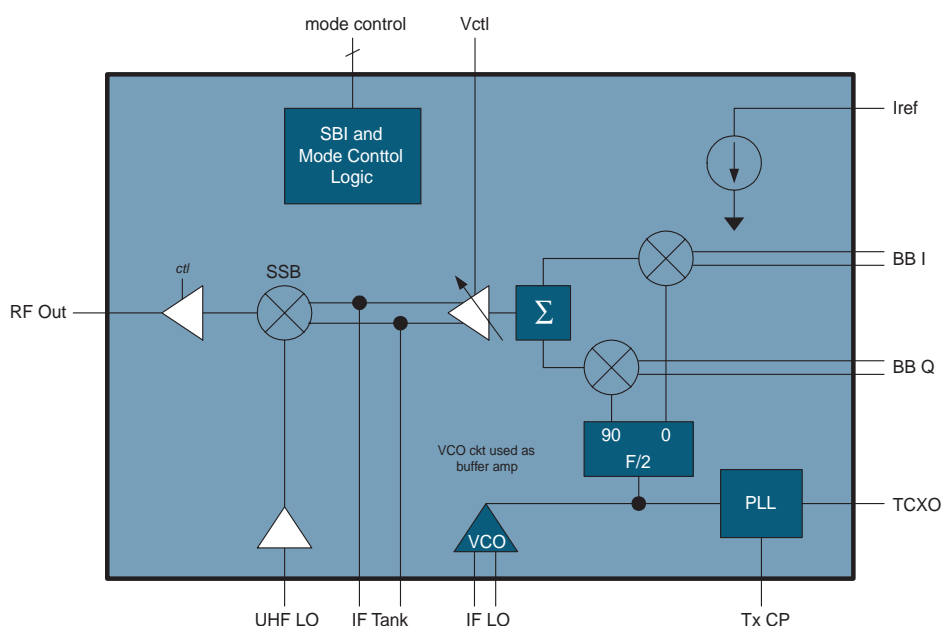 mode control
Vctl
Iref
SBI and
Mode Conttol
Logic
ctl
SSB
BB I
RF Out
Σ
BB Q
90 0
F/2
VCO ckt used as
buffer amp
PLL
TCXO
VCO
UHF LO
IF Tank
IF LO
Tx CP